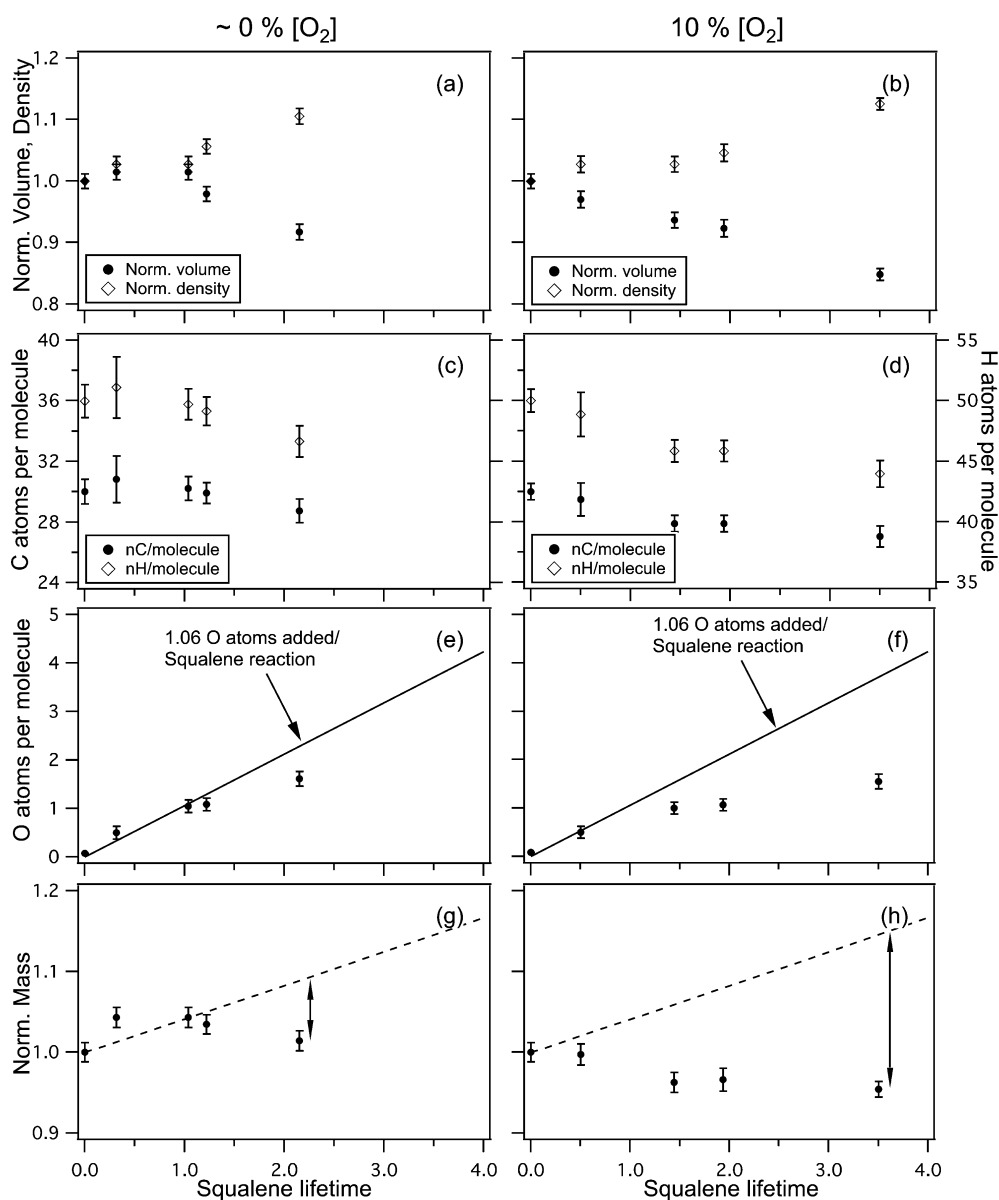 ~ 0 % [O₂]
10 % [O₂]
Norm. Volume, Density
1.2
1.1
1.0
0.9
0.8
(a)
Norm. volume
Norm. density
(b)
Norm. volume
Norm. density
C atoms per molecule
40
36
32
28
24
(c)
nC/molecule
nH/molecule
(d)
nC/molecule
nH/molecule
55
50
45
40
35
H atoms per molecule
O atoms per molecule
5
4
3
2
1
0
1.06 O atoms added/
Squalene reaction
(e)
1.06 O atoms added/
Squalene reaction
(f)
Norm. Mass
1.2
1.1
1.0
0.9
(g)
(h)
0.0 1.0 2.0 3.0 4.0
Squalene lifetime
0.0 1.0 2.0 3.0 4.0
Squalene lifetime